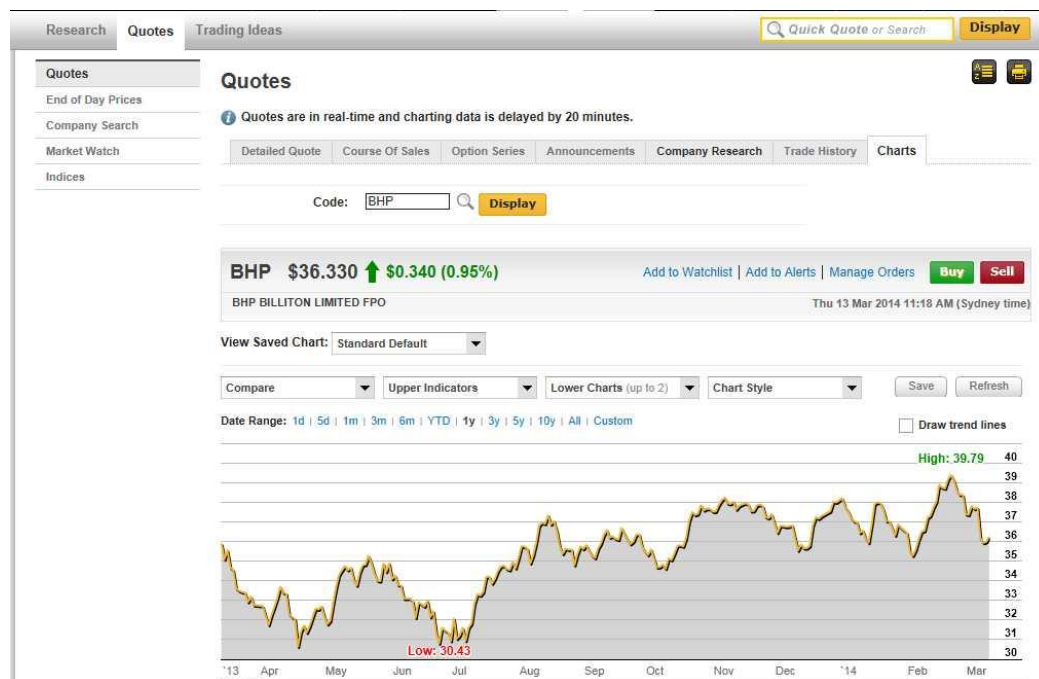 Research Quotes Trading Ideas Quick Quote or Search Display
Quotes
End of Day Prices
Company Search
Market Watch
Indices
Quotes
A Z
Quotes are in real-time and charting data is delayed by 20 minutes.
Detailed Quote Course Of Sales Option Series Announcements Company Research Trade History Charts
Code: BHP Display
BHP $36.330 $0.340 (0.95%) Add to Watchlist | Add to Alerts | Manage Orders Buy Sell
BHP BILLITON LIMITED FPO Thu 13 Mar 2014 11:18 AM (Sydney time)
View Saved Chart: Standard Default
Compare Upper Indicators Lower Charts (up to 2) Chart Style Save Refresh
Date Range: 1d | 5d | 1m | 3m | 6m | YTD | 1y | 3y | 5y | 10y | All | Custom Draw trend lines
High: 39.79 40
39
38
37
36
35
34
33
32
31
Low: 30.43 30
'13 Apr May Jun Jul Aug Sep Oct Nov Dec '14 Feb Mar